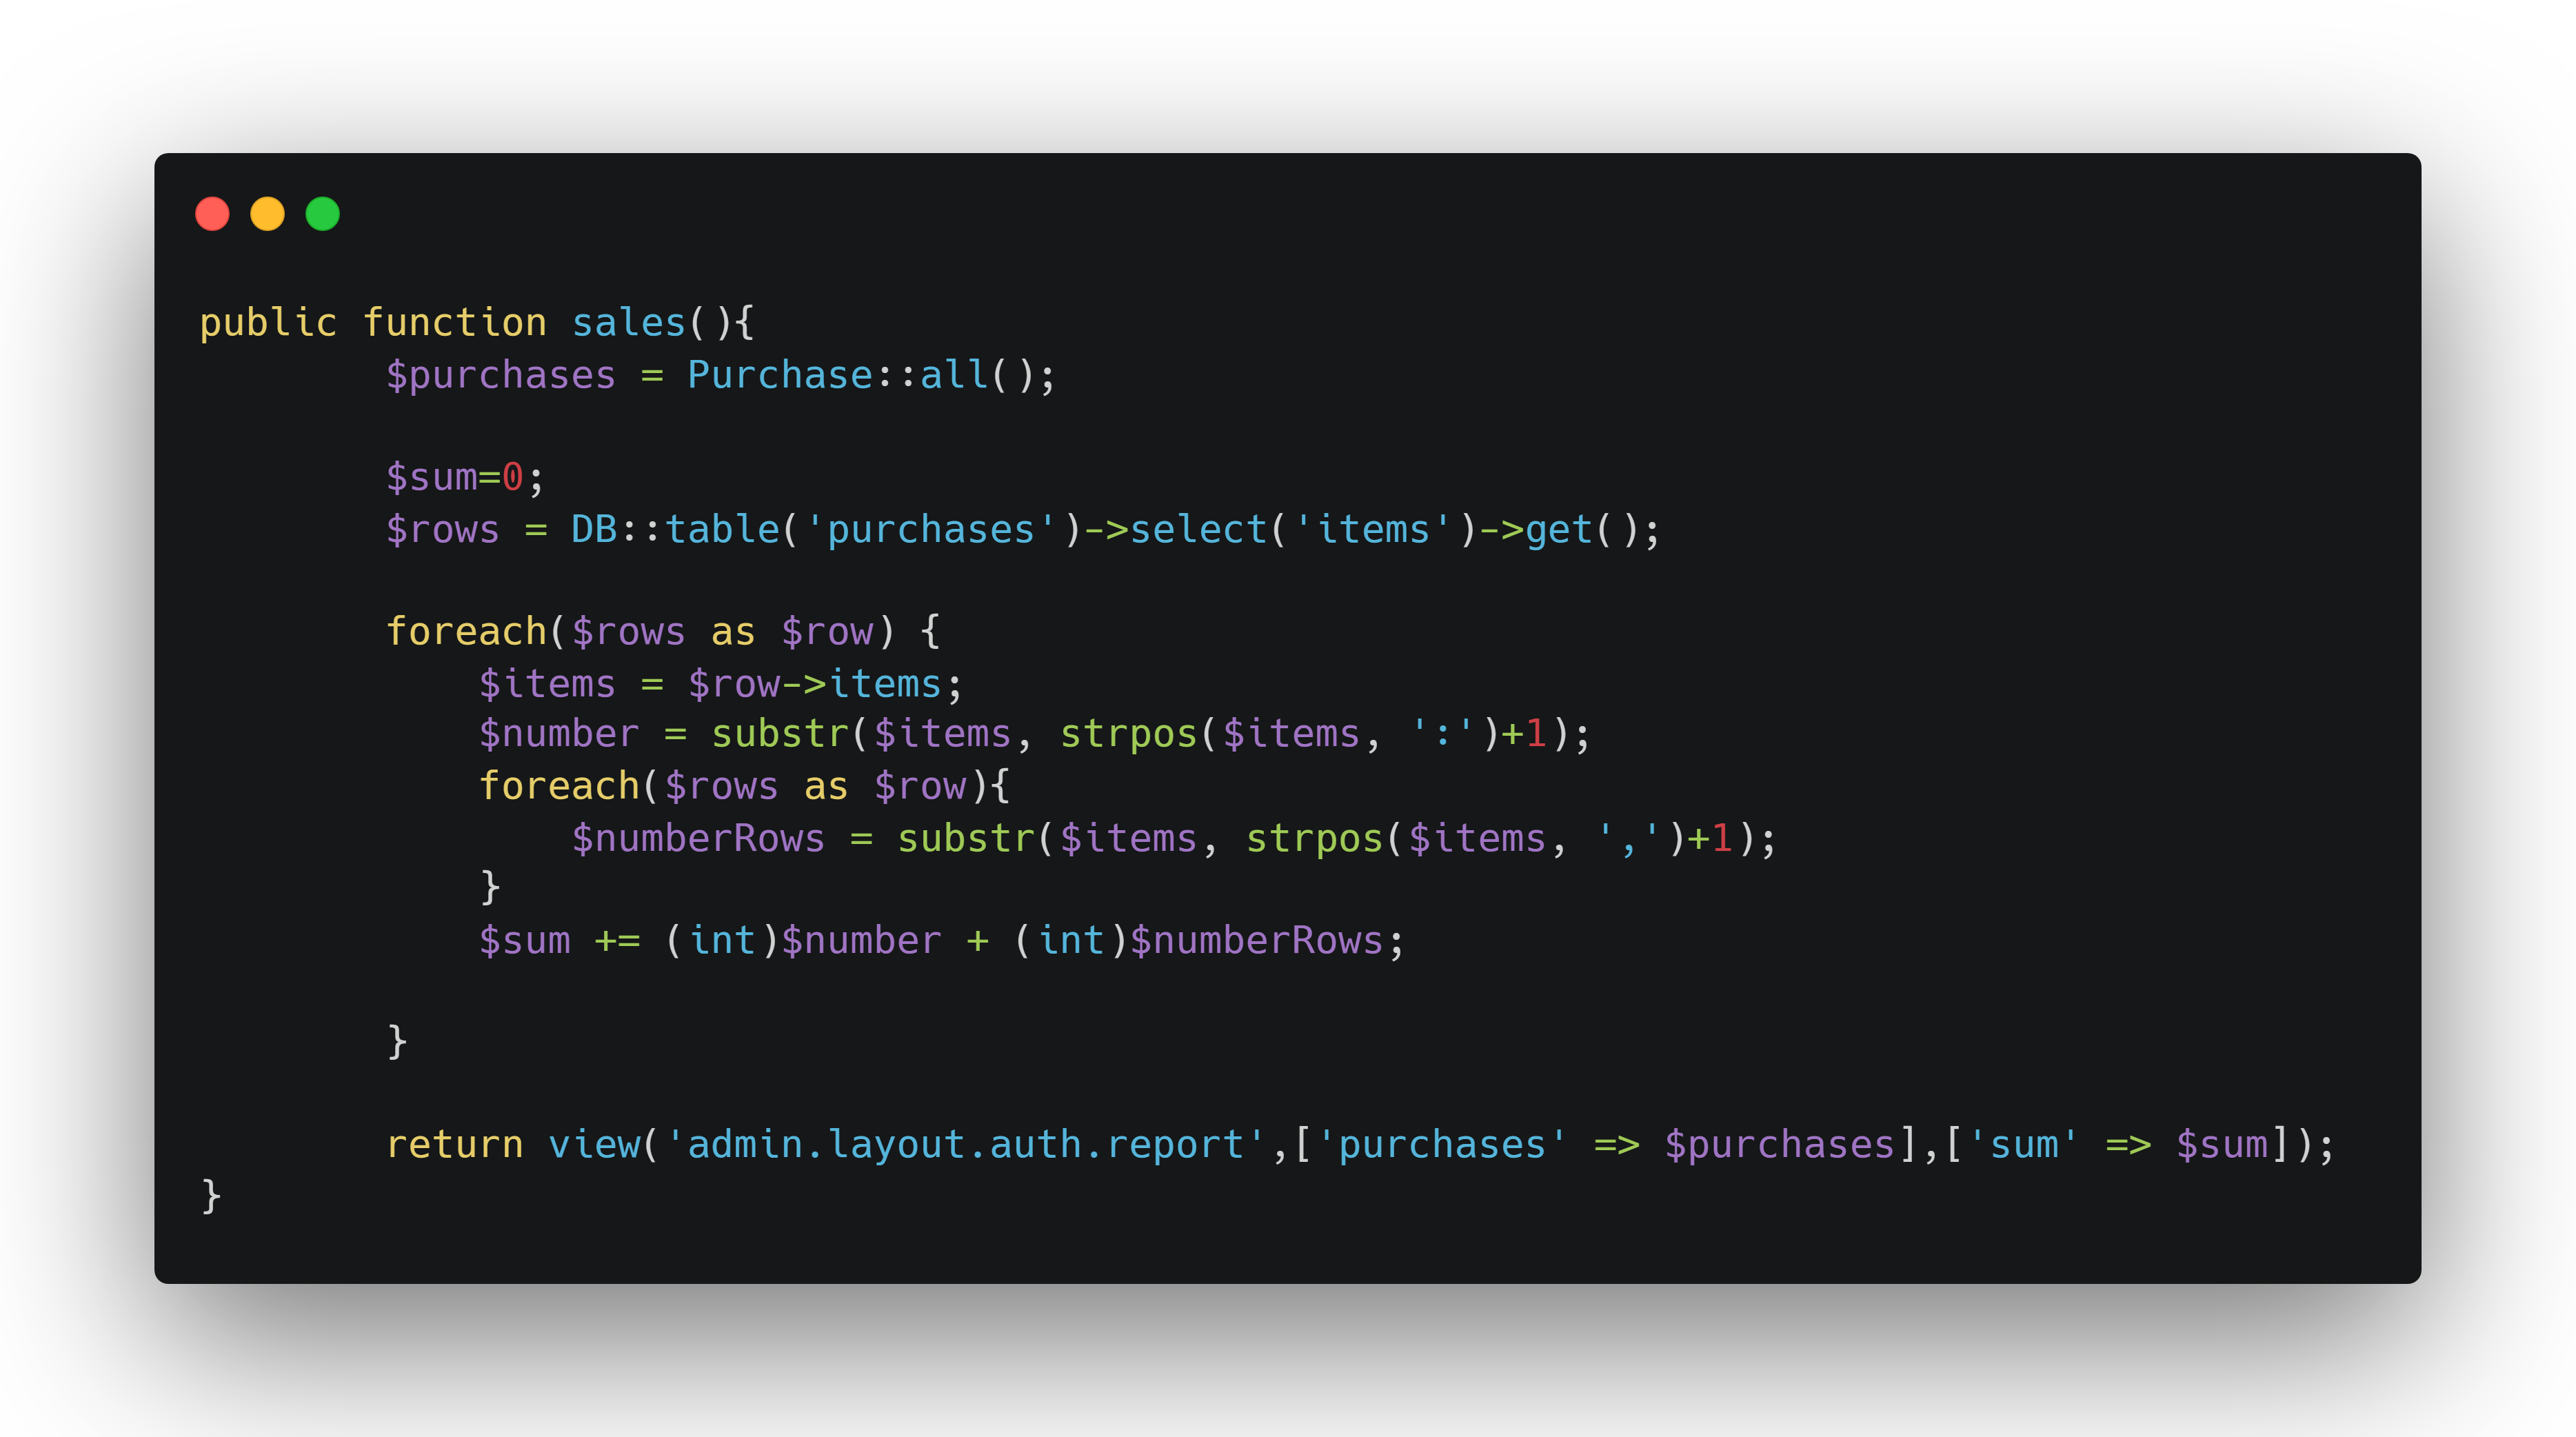 public function sales(){
        $purchases = Purchase::all();

        $sum=0;
        $rows = DB::table('purchases')->select('items')->get();

        foreach($rows as $row) {
            $items = $row->items;
            $number = substr($items, strpos($items, ':')+1);
            foreach($rows as $row){
                $numberRows = substr($items, strpos($items, ',')+1);
            }
            $sum += (int)$number + (int)$numberRows;

        }

        return view('admin.layout.auth.report',['purchases' => $purchases],['sum' => $sum]);
}